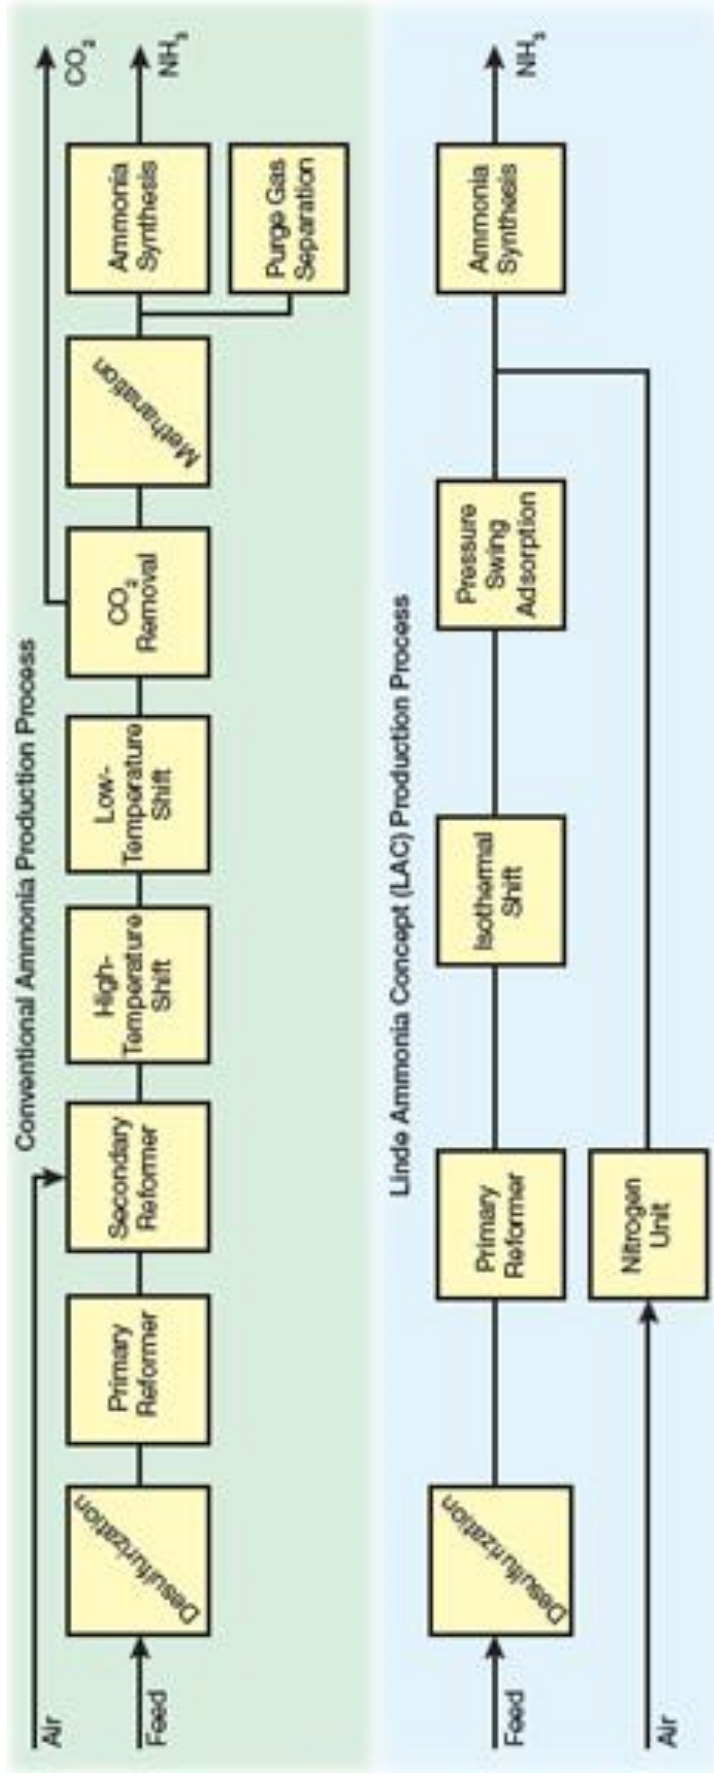 Conventional Ammonia Production Process
Air
Feed
Desulfurization
Primary
Reformer
Secondary
Reformer
High-
Temperature
Shift
Low-
Temperature
Shift
CO₂
Removal
Methanation
Ammonia
Synthesis
Purge Gas
Separation
CO₂
NH₃
Linde Ammonia Concept (LAC) Production Process
Feed
Desulfurization
Primary
Reformer
Isothermal
Shift
Pressure
Swing
Adsorption
Ammonia
Synthesis
NH₃
Air
Nitrogen
Unit